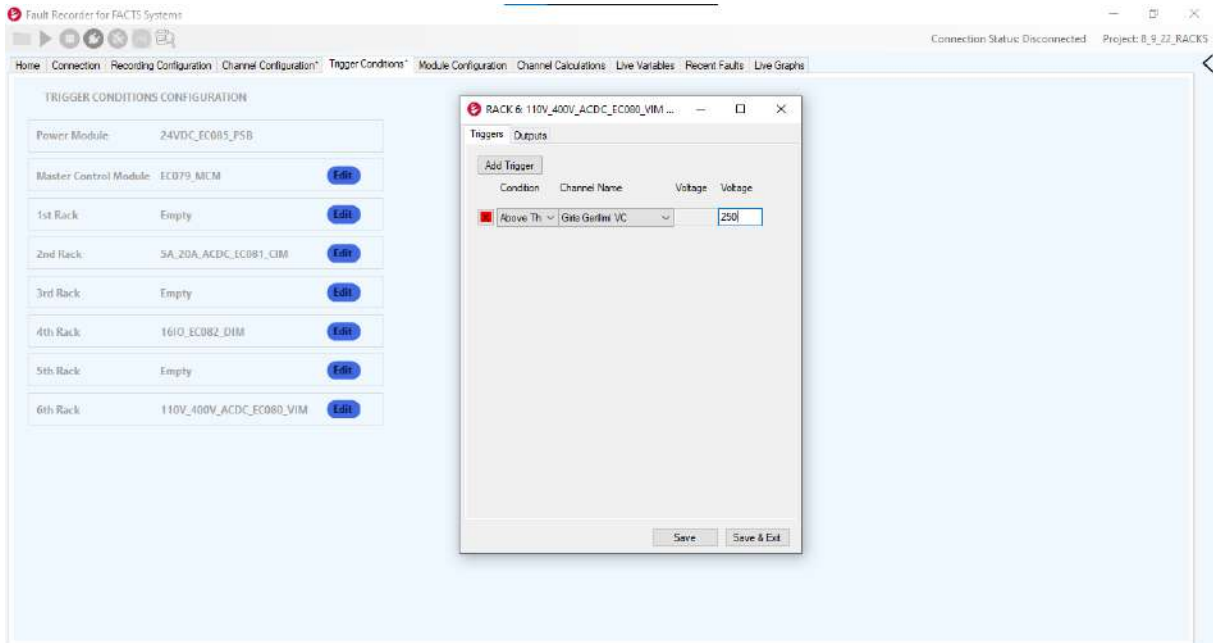 Fault Recorder for FACTS Systems
Connection Status: Disconnected Project: 8_9_22_RACK5
Home Connection Recording Configuration Channel Configuration* Trigger Conditions* Module Configuration Channel Calculations Live Variables Recent Faults Live Graphs
TRIGGER CONDITIONS CONFIGURATION
Power Module 24VDC_EC085_PSB
Master Control Module EC079_MCM Edit
1st Rack Empty Edit
2nd Rack 5A_20A_ACDC_EC081_CIM Edit
3rd Rack Empty Edit
4th Rack 16IO_EC082_DIM Edit
5th Rack Empty Edit
6th Rack 110V_400V_ACDC_EC080_VIM Edit
RACK 6: 110V_400V_ACDC_EC080_VIM ...
Triggers Outputs
Add Trigger
Condition Channel Name Voltage Voltage
Above Th Giris Gerilimi VC 250
Save Save & Exit